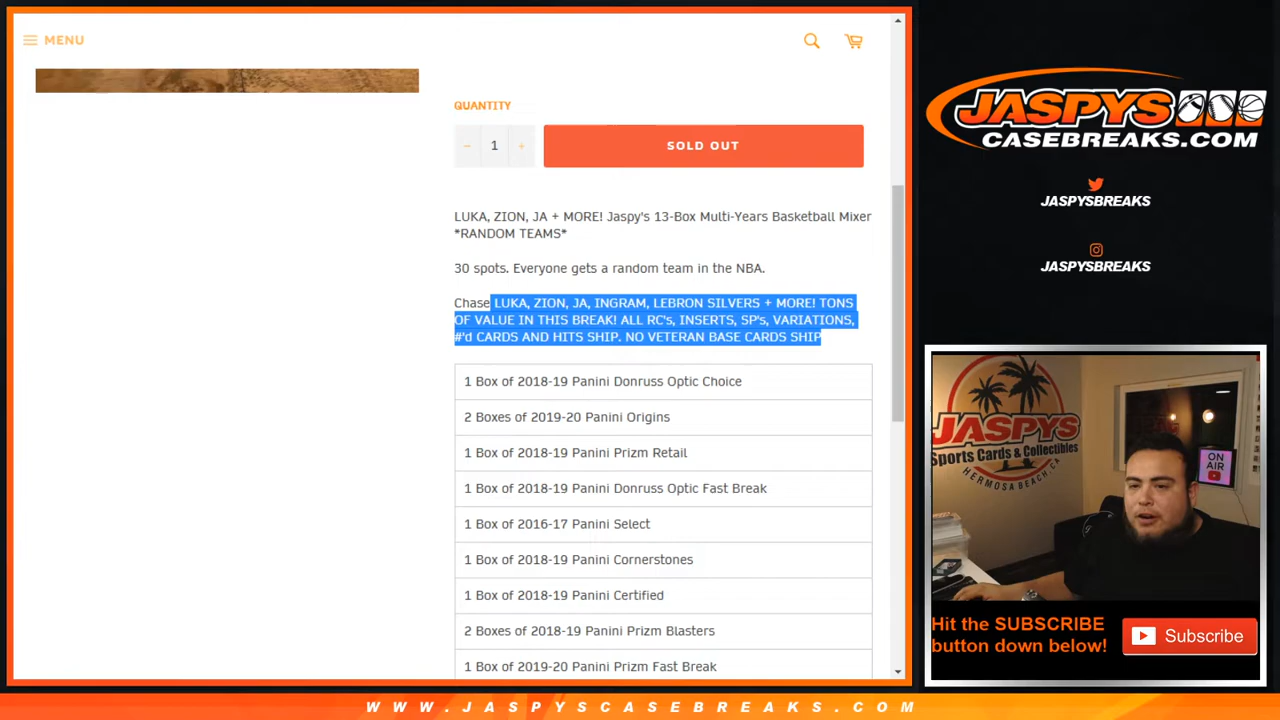 MENU
QUANTITY
− 1 +
SOLD OUT
LUKA, ZION, JA + MORE! Jaspy's 13-Box Multi-Years Basketball Mixer
*RANDOM TEAMS*
30 spots. Everyone gets a random team in the NBA.
Chase LUKA, ZION, JA, INGRAM, LEBRON SILVERS + MORE! TONS
OF VALUE IN THIS BREAK! ALL RC's, INSERTS, SP's, VARIATIONS,
#'d CARDS AND HITS SHIP. NO VETERAN BASE CARDS SHIP
1 Box of 2018-19 Panini Donruss Optic Choice
2 Boxes of 2019-20 Panini Origins
1 Box of 2018-19 Panini Prizm Retail
1 Box of 2018-19 Panini Donruss Optic Fast Break
1 Box of 2016-17 Panini Select
1 Box of 2018-19 Panini Cornerstones
1 Box of 2018-19 Panini Certified
2 Boxes of 2018-19 Panini Prizm Blasters
1 Box of 2019-20 Panini Prizm Fast Break
JASPYS
CASEBREAKS.COM
JASPYSBREAKS
JASPYSBREAKS
JASPYS
Sports Cards & Collectibles
HERMOSA BEACH, CA
ON
AIR
Hit the SUBSCRIBE
button down below!
Subscribe
WWW.JASPYSCASEBREAKS.COM